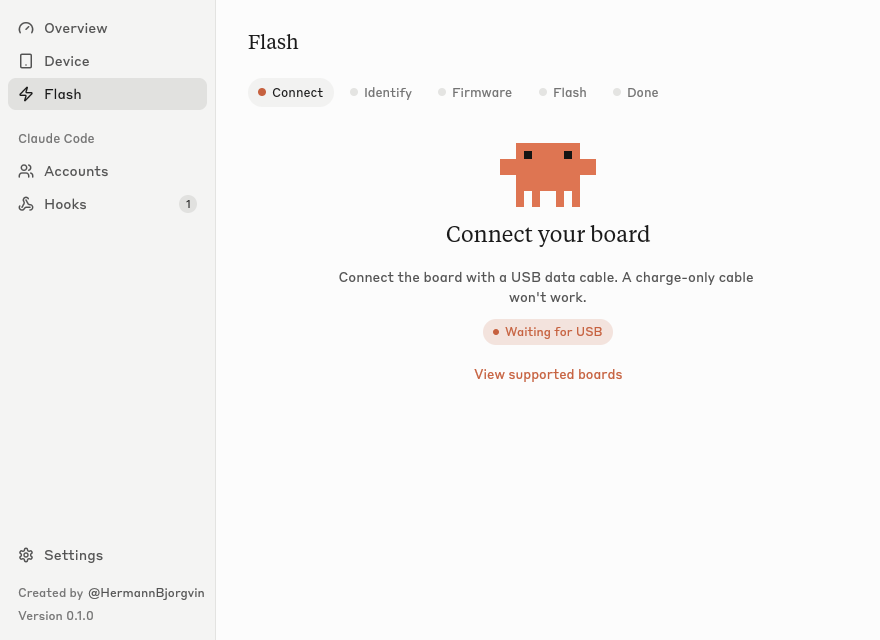 Overview
Device
Flash
Claude Code
Accounts
Hooks 1
Settings
Created by @HermannBjorgvin
Version 0.1.0
Flash
Connect Identify Firmware Flash Done
Connect your board
Connect the board with a USB data cable. A charge-only cable
won't work.
Waiting for USB
View supported boards